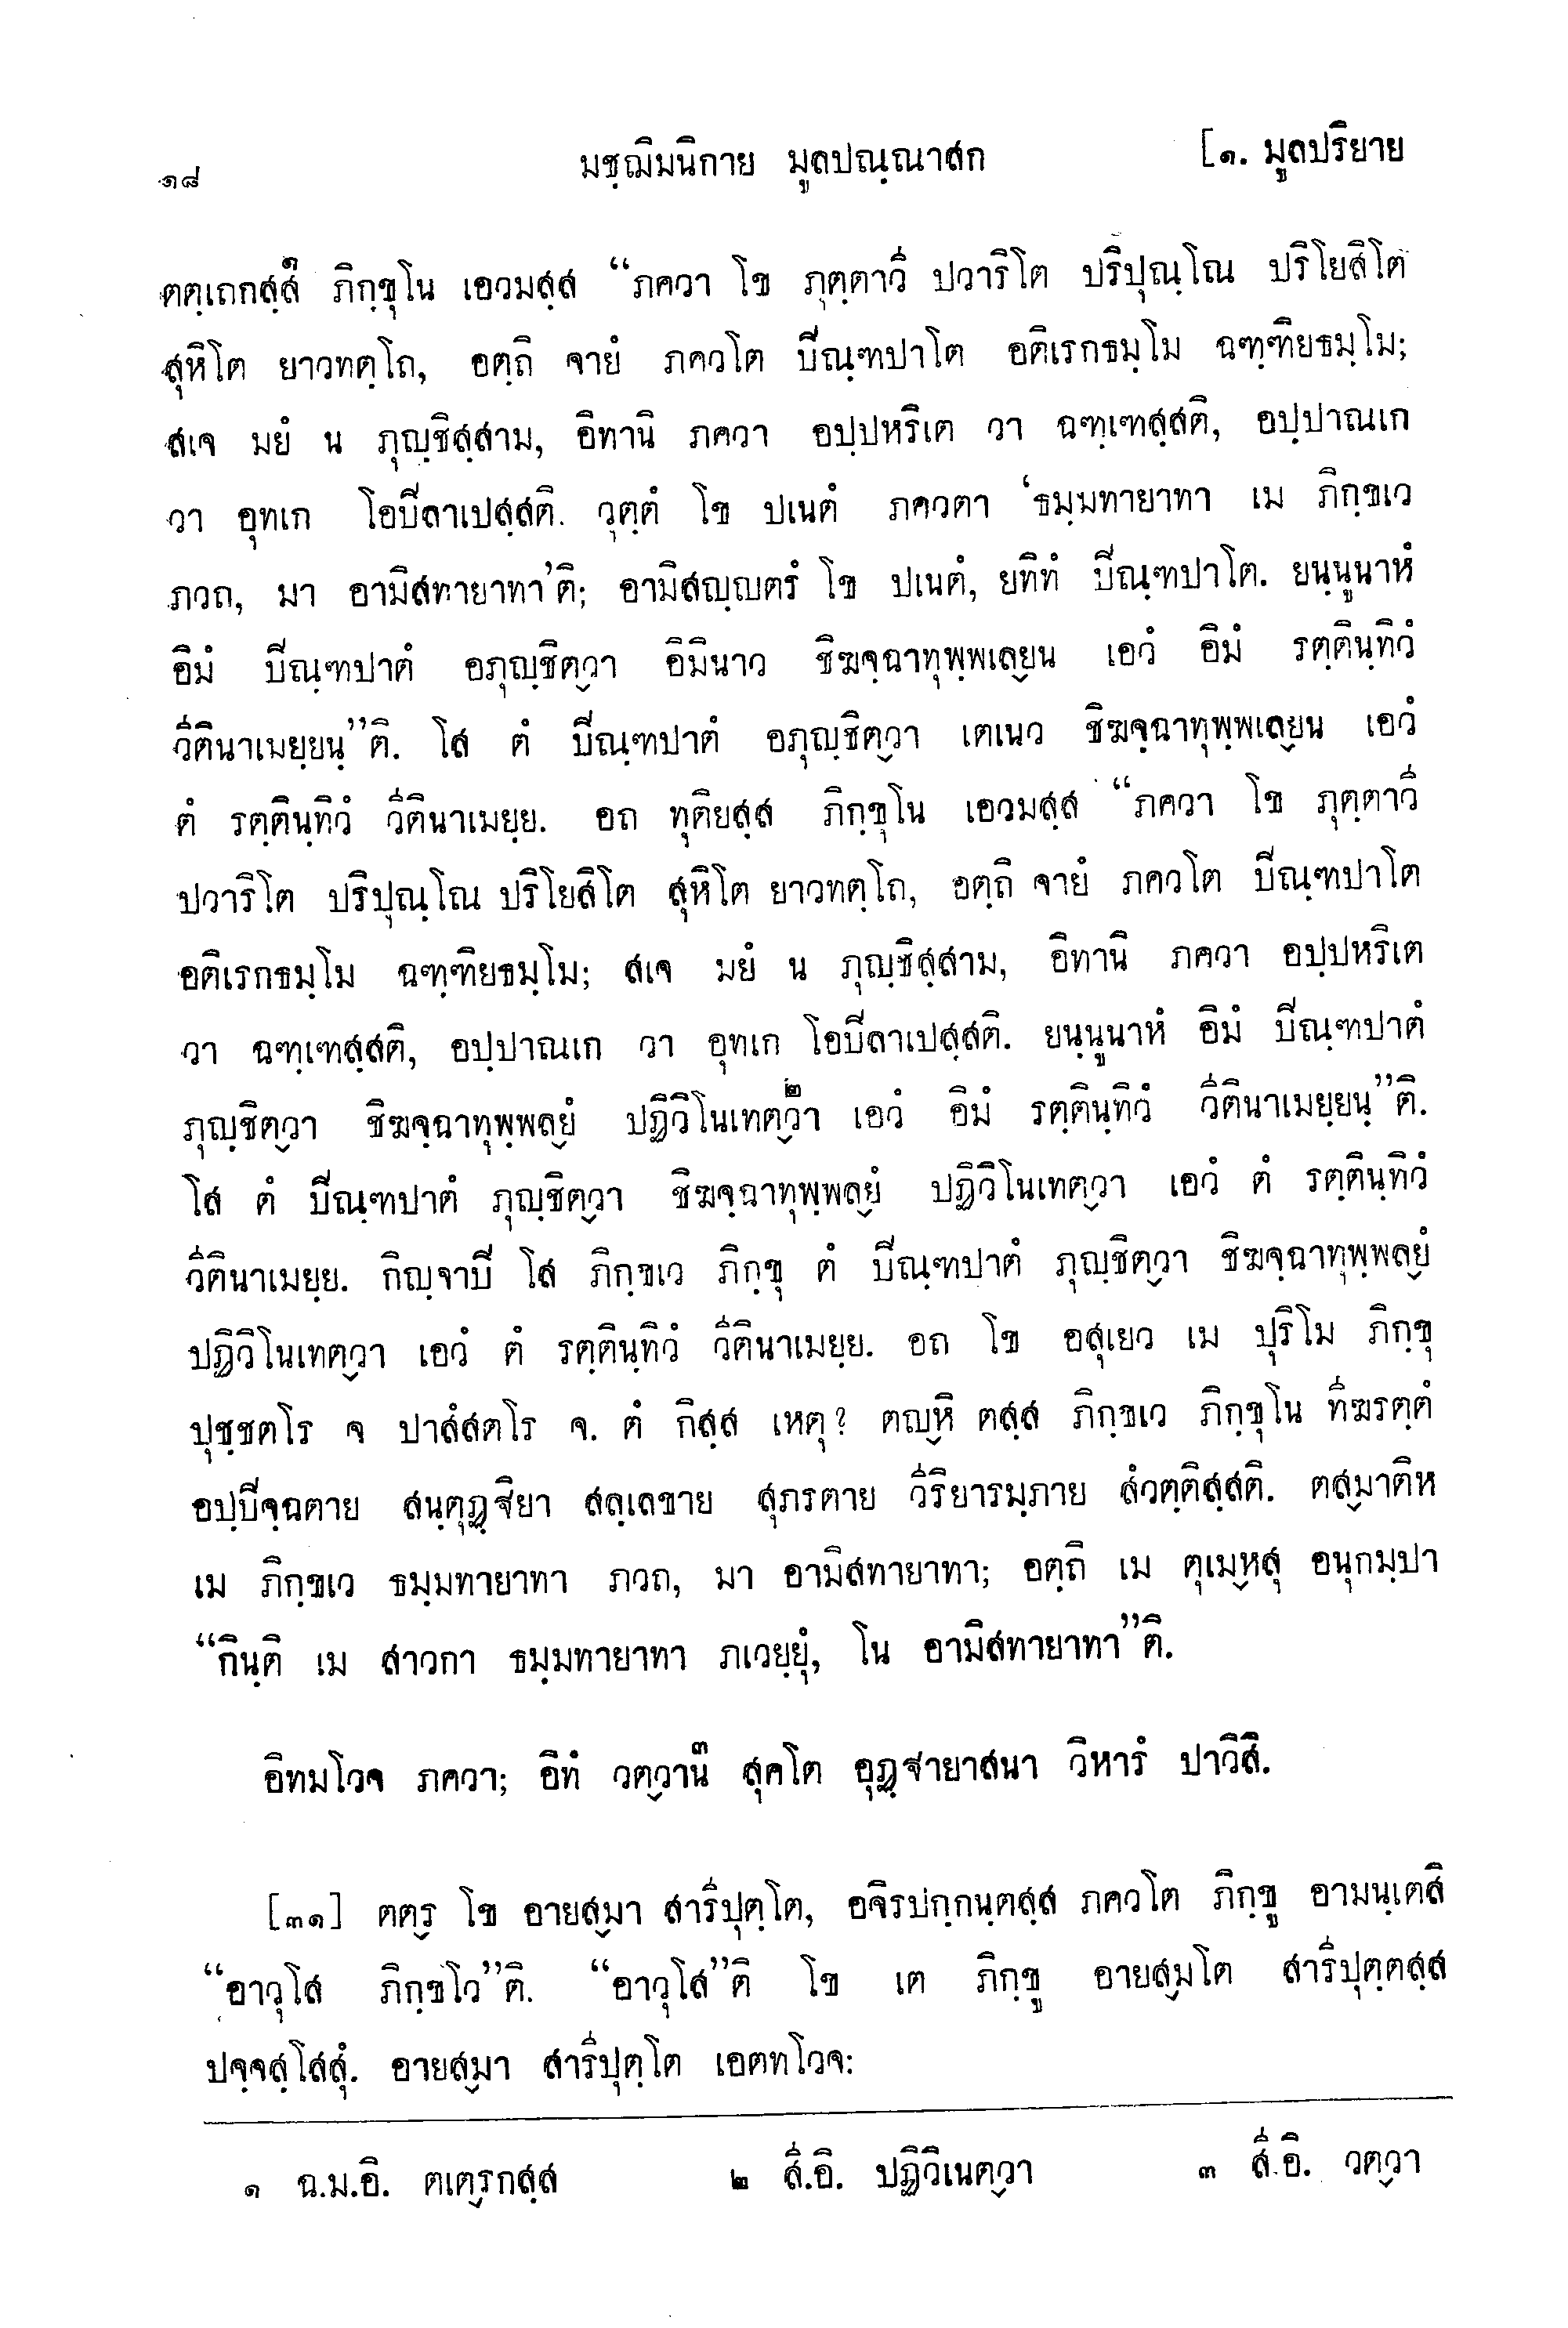 ๑๘ มชฺฌิมนิกาย มูลปณฺณาสก [๑. มูลปริยาย
ตตฺเถกสฺส๑ ภิกฺขุโน เอวมสฺส “ภควา โข ภุตฺตาวี ปวาริโต ปริปุณฺโณ ปริโยสิโต
สุหิโต ยาวทตฺโถ, อตฺถิ จายํ ภควโต ปิณฺฑปาโต อติเรกธมฺโม ฉฑฺฑิยธมฺโม;
สเจ มยํ น ภุญฺชิสฺสาม, อิทานิ ภควา อปฺปหริเต วา ฉฑฺเฑสฺสติ, อปฺปาณเก
วา อุทเก โอปิลาเปสฺสติ. วุตฺตํ โข ปเนตํ ภควตา ‘ธมฺมทายาทา เม ภิกฺขเว
ภวถ, มา อามิสทายาทา’ติ; อามิสญฺญตรํ โข ปเนตํ, ยทิทํ ปิณฺฑปาโต. ยนฺนูนาหํ
อิมํ ปิณฺฑปาตํ อภุญฺชิต๎วา อิมินาว ชิฆจฺฉาทุพฺพเล๎ยน เอวํ อิมํ รตฺตินฺทิวํ
วีตินาเมยฺยนฺ”ติ. โส ตํ ปิณฺฑปาตํ อภุญฺชิต๎วา เตเนว ชิฆจฺฉาทุพฺพเล๎ยน เอวํ
ตํ รตฺตินฺทิวํ วีตินาเมยฺย. อถ ทุติยสฺส ภิกฺขุโน เอวมสฺส “ภควา โข ภุตฺตาวี
ปวาริโต ปริปุณฺโณ ปริโยสิโต สุหิโต ยาวทตฺโถ, อตฺถิ จายํ ภควโต ปิณฺฑปาโต
อติเรกธมฺโม ฉฑฺฑิยธมฺโม; สเจ มยํ น ภุญฺชิสฺสาม, อิทานิ ภควา อปฺปหริเต
วา ฉฑฺเฑสฺสติ, อปฺปาณเก วา อุทเก โอปิลาเปสฺสติ. ยนฺนูนาหํ อิมํ ปิณฺฑปาตํ
ภุญฺชิต๎วา ชิฆจฺฉาทุพฺพล๎ยํ ปฏิวิโนเทต๎วา๒ เอวํ อิมํ รตฺตินฺทิวํ วีตินาเมยฺยนฺ”ติ.
โส ตํ ปิณฺฑปาตํ ภุญฺชิต๎วา ชิฆจฺฉาทุพฺพล๎ยํ ปฏิวิโนเทต๎วา เอวํ ตํ รตฺตินฺทิวํ
วีตินาเมยฺย. กิญฺจาปิ โส ภิกฺขเว ภิกฺขุ ตํ ปิณฺฑปาตํ ภุญฺชิต๎วา ชิฆจฺฉาทุพฺพล๎ยํ
ปฏิวิโนเทต๎วา เอวํ ตํ รตฺตินฺทิวํ วีตินาเมยฺย. อถ โข อสุเยว เม ปุริโม ภิกฺขุ
ปุชฺชตโร จ ปาสํสตโร จ. ตํ กิสฺส เหตุ? ตญ๎หิ ตสฺส ภิกฺขเว ภิกฺขุโน ทีฆรตฺตํ
อปฺปิจฺฉตาย สนฺตุฏฺฐิยา สลฺเลขาย สุภรตาย วีริยารมฺภาย สํวตฺติสฺสติ. ตส๎มาติห
เม ภิกฺขเว ธมฺมทายาทา ภวถ, มา อามิสทายาทา; อตฺถิ เม ตุเม๎หสุ อนุกมฺปา
“กินฺติ เม สาวกา ธมฺมทายาทา ภเวยฺยุํ, โน อามิสทายาทา”ติ.
อิทมโวจ ภควา; อิทํ วต๎วาน๓ สุคโต อุฏฺฐายาสนา วิหารํ ปาวิสิ.
[๓๑] ตต๎ร โข อายส๎มา สารีปุตฺโต, อจิรปกฺกนฺตสฺส ภควโต ภิกฺขู อามนฺเตสิ
“อาวุโส ภิกฺขโว”ติ. “อาวุโส”ติ โข เต ภิกฺขู อายส๎มโต สารีปุตฺตสฺส
ปจฺจสฺโสสุํ. อายส๎มา สารีปุตฺโต เอตทโวจ:
๑ ฉ.ม.อิ. ตเต๎รกสฺส ๒ สี.อิ. ปฏิวิเนต๎วา ๓ สี.อิ. วต๎วา